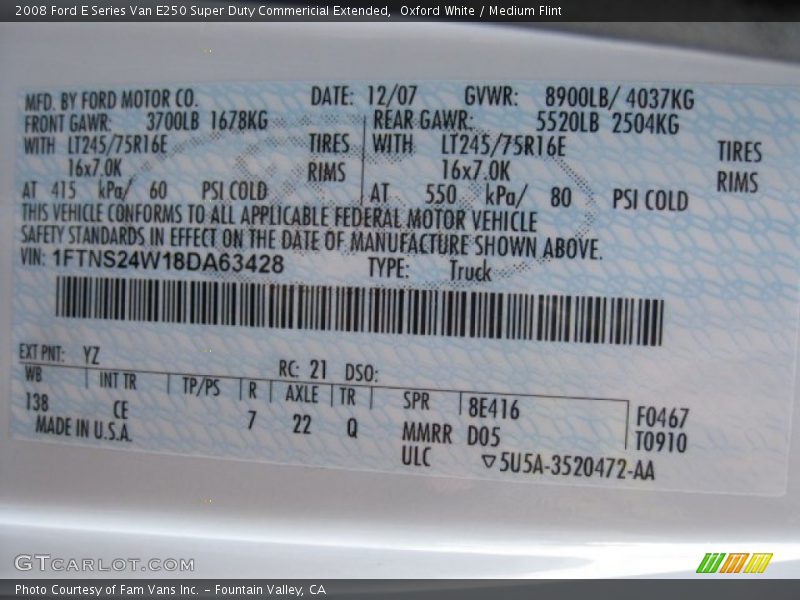 2008 Ford E Series Van E250 Super Duty Commericial Extended, Oxford White / Medium Flint
MFD. BY FORD MOTOR CO. DATE: 12/07 GVWR: 8900LB/ 4037KG
FRONT GAWR: 3700LB 1678KG REAR GAWR: 5520LB 2504KG
WITH LT245/75R16E TIRES WITH LT245/75R16E TIRES
16x7.0K RIMS 16x7.0K RIMS
AT 415 kPa/ 60 PSI COLD AT 550 kPa/ 80 PSI COLD
THIS VEHICLE CONFORMS TO ALL APPLICABLE FEDERAL MOTOR VEHICLE
SAFETY STANDARDS IN EFFECT ON THE DATE OF MANUFACTURE SHOWN ABOVE.
VIN: 1FTNS24W18DA63428 TYPE: Truck
EXT PNT: YZ RC: 21 DSO:
WB INT TR TP/PS R AXLE TR SPR 8E416 F0467
138 CE 7 22 Q MMRR D05 T0910
MADE IN U.S.A. ULC ▽5U5A-3520472-AA
GTCARLOT.COM
Photo Courtesy of Fam Vans Inc. - Fountain Valley, CA